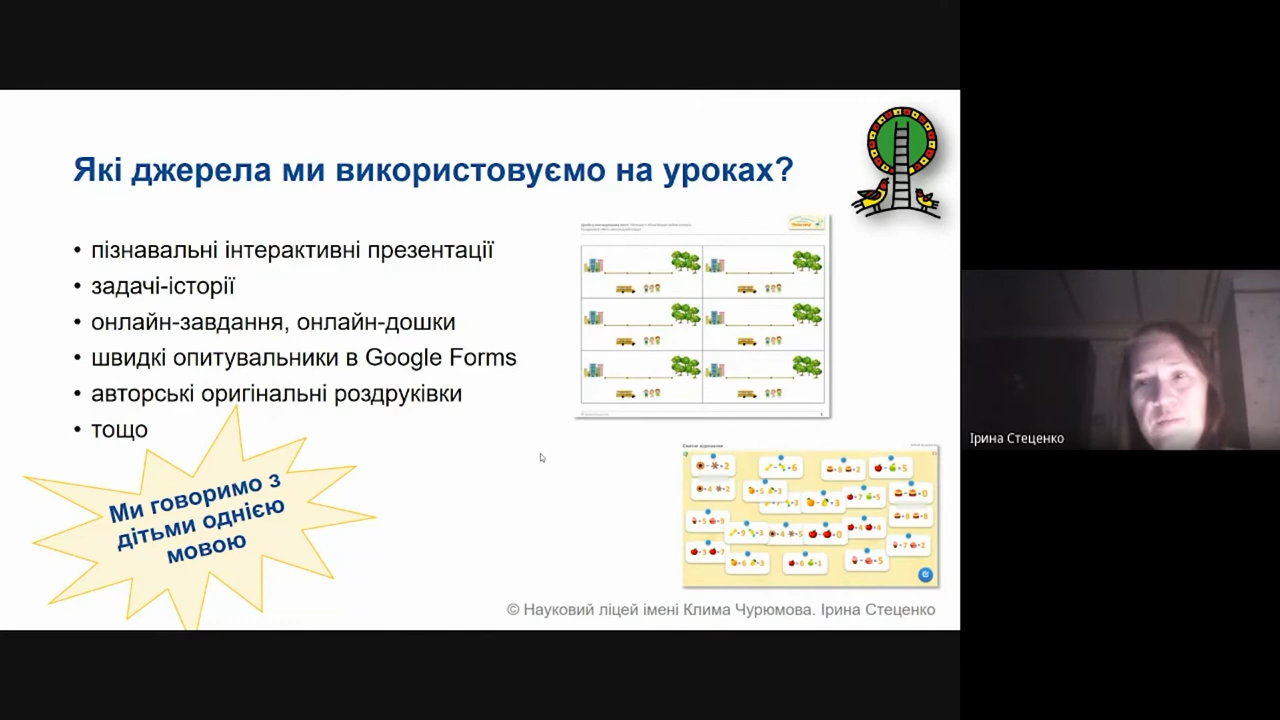 Які джерела ми використовуємо на уроках?
• пізнавальні інтерактивні презентації
• задачі-історії
• онлайн-завдання, онлайн-дошки
• швидкі опитувальники в Google Forms
• авторські оригінальні роздруківки
• тощо
Ми говоримо з
дітьми однією
мовою
© Науковий ліцей імені Клима Чурюмова. Ірина Стеценко
Ірина Стеценко